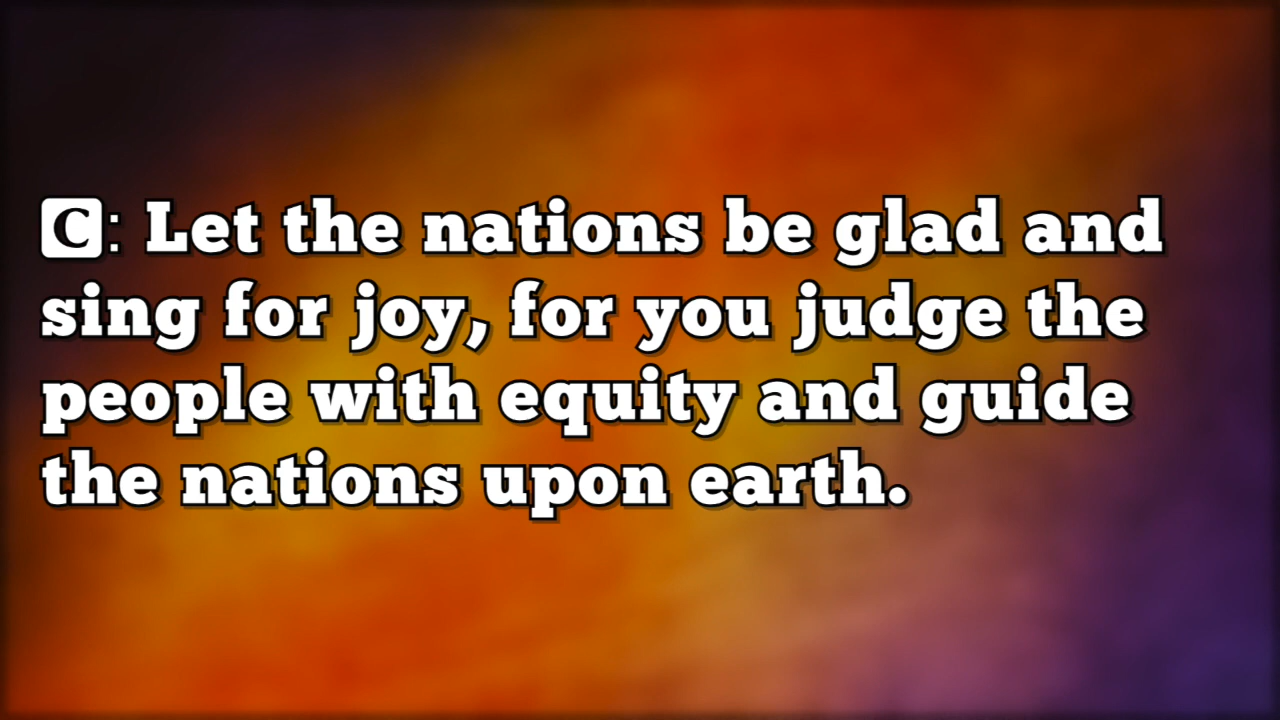 C: Let the nations be glad and
sing for joy, for you judge the
people with equity and guide
the nations upon earth.